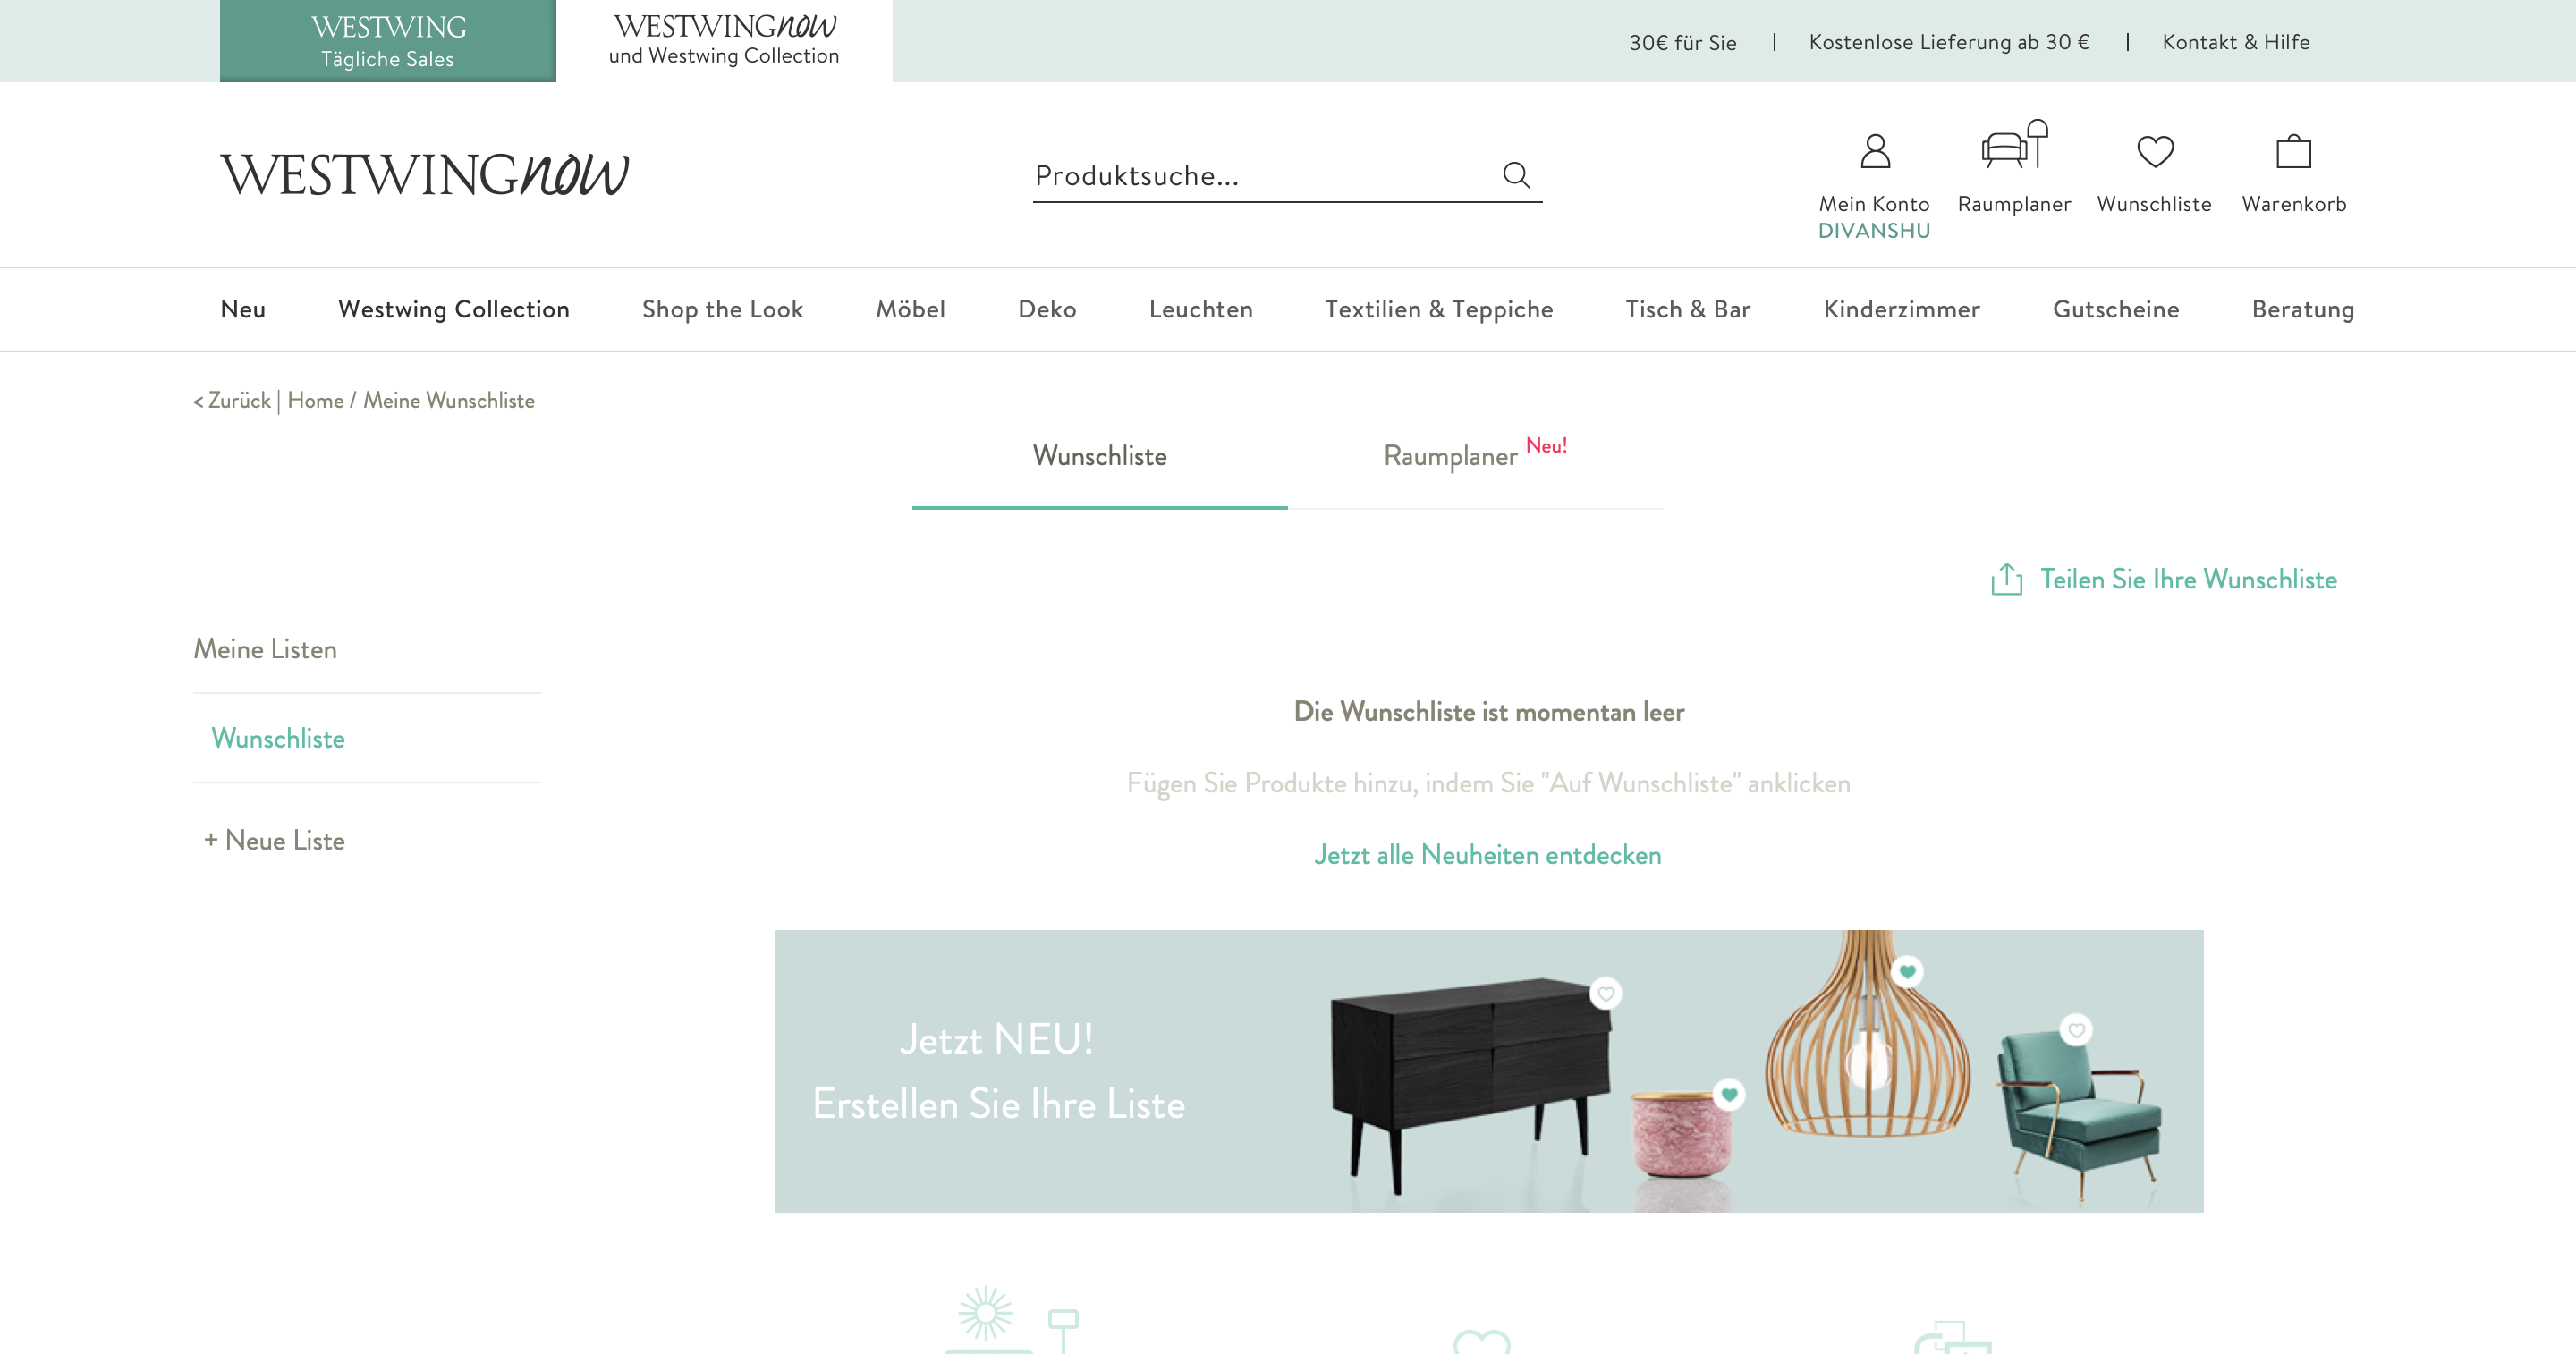 WESTWING
Tägliche Sales
WESTWINGnow
und Westwing Collection
30€ für Sie | Kostenlose Lieferung ab 30 € | Kontakt & Hilfe
WESTWINGnow
Produktsuche...
Mein Konto
DIVANSHU
Raumplaner
Wunschliste
Warenkorb
Neu Westwing Collection Shop the Look Möbel Deko Leuchten Textilien & Teppiche Tisch & Bar Kinderzimmer Gutscheine Beratung
< Zurück | Home / Meine Wunschliste
Wunschliste
Raumplaner Neu!
Teilen Sie Ihre Wunschliste
Meine Listen
Wunschliste
+ Neue Liste
Die Wunschliste ist momentan leer
Fügen Sie Produkte hinzu, indem Sie "Auf Wunschliste" anklicken
Jetzt alle Neuheiten entdecken
Jetzt NEU!
Erstellen Sie Ihre Liste